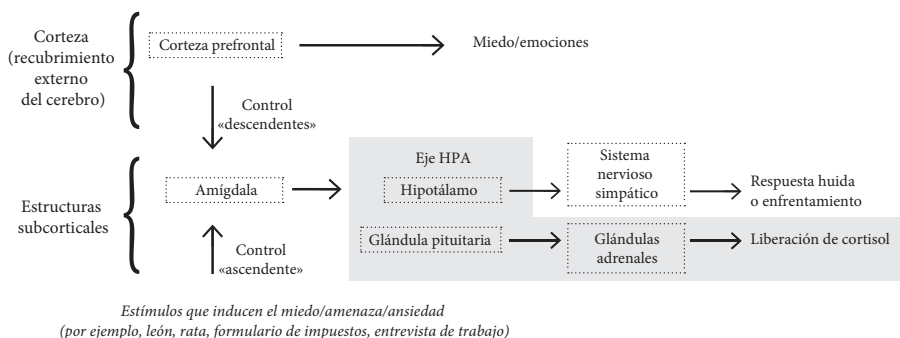 Corteza
(recubrimiento
externo
del cerebro)
Corteza prefrontal
Miedo/emociones
Control
«descendentes»
Estructuras
subcorticales
Amígdala
Eje HPA
Hipotálamo
Sistema
nervioso
simpático
Respuesta huida
o enfrentamiento
Glándula pituitaria
Glándulas
adrenales
Liberación de cortisol
Control
«ascendente»
Estímulos que inducen el miedo/amenaza/ansiedad
(por ejemplo, león, rata, formulario de impuestos, entrevista de trabajo)